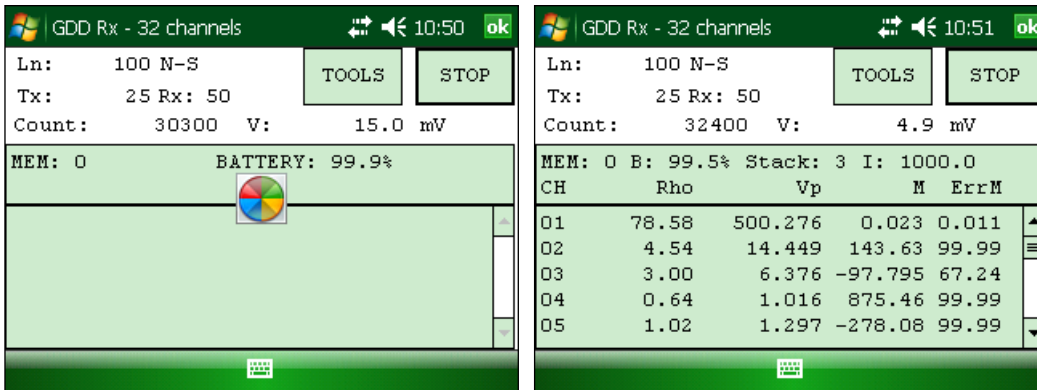 GDD Rx - 32 channels 10:50 ok
Ln: 100 N-S
TOOLS STOP
Tx: 25 Rx: 50
Count: 30300 V: 15.0 mV
MEM: 0 BATTERY: 99.9%
GDD Rx - 32 channels 10:51 ok
Ln: 100 N-S
TOOLS STOP
Tx: 25 Rx: 50
Count: 32400 V: 4.9 mV
MEM: 0 B: 99.5% Stack: 3 I: 1000.0
CH Rho Vp M ErrM
01 78.58 500.276 0.023 0.011
02 4.54 14.449 143.63 99.99
03 3.00 6.376 -97.795 67.24
04 0.64 1.016 875.46 99.99
05 1.02 1.297 -278.08 99.99